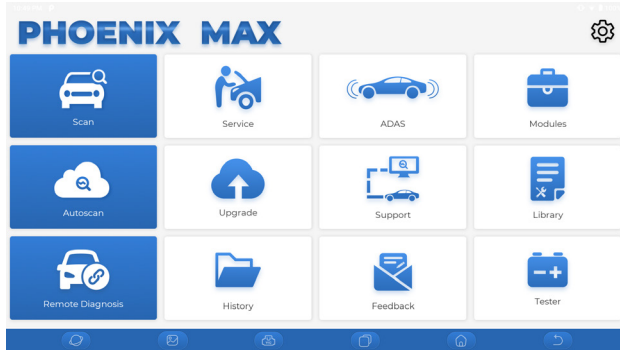 PHOENIX MAX
Scan
Service
ADAS
Modules
Autoscan
Upgrade
Support
Library
Remote Diagnosis
History
Feedback
Tester